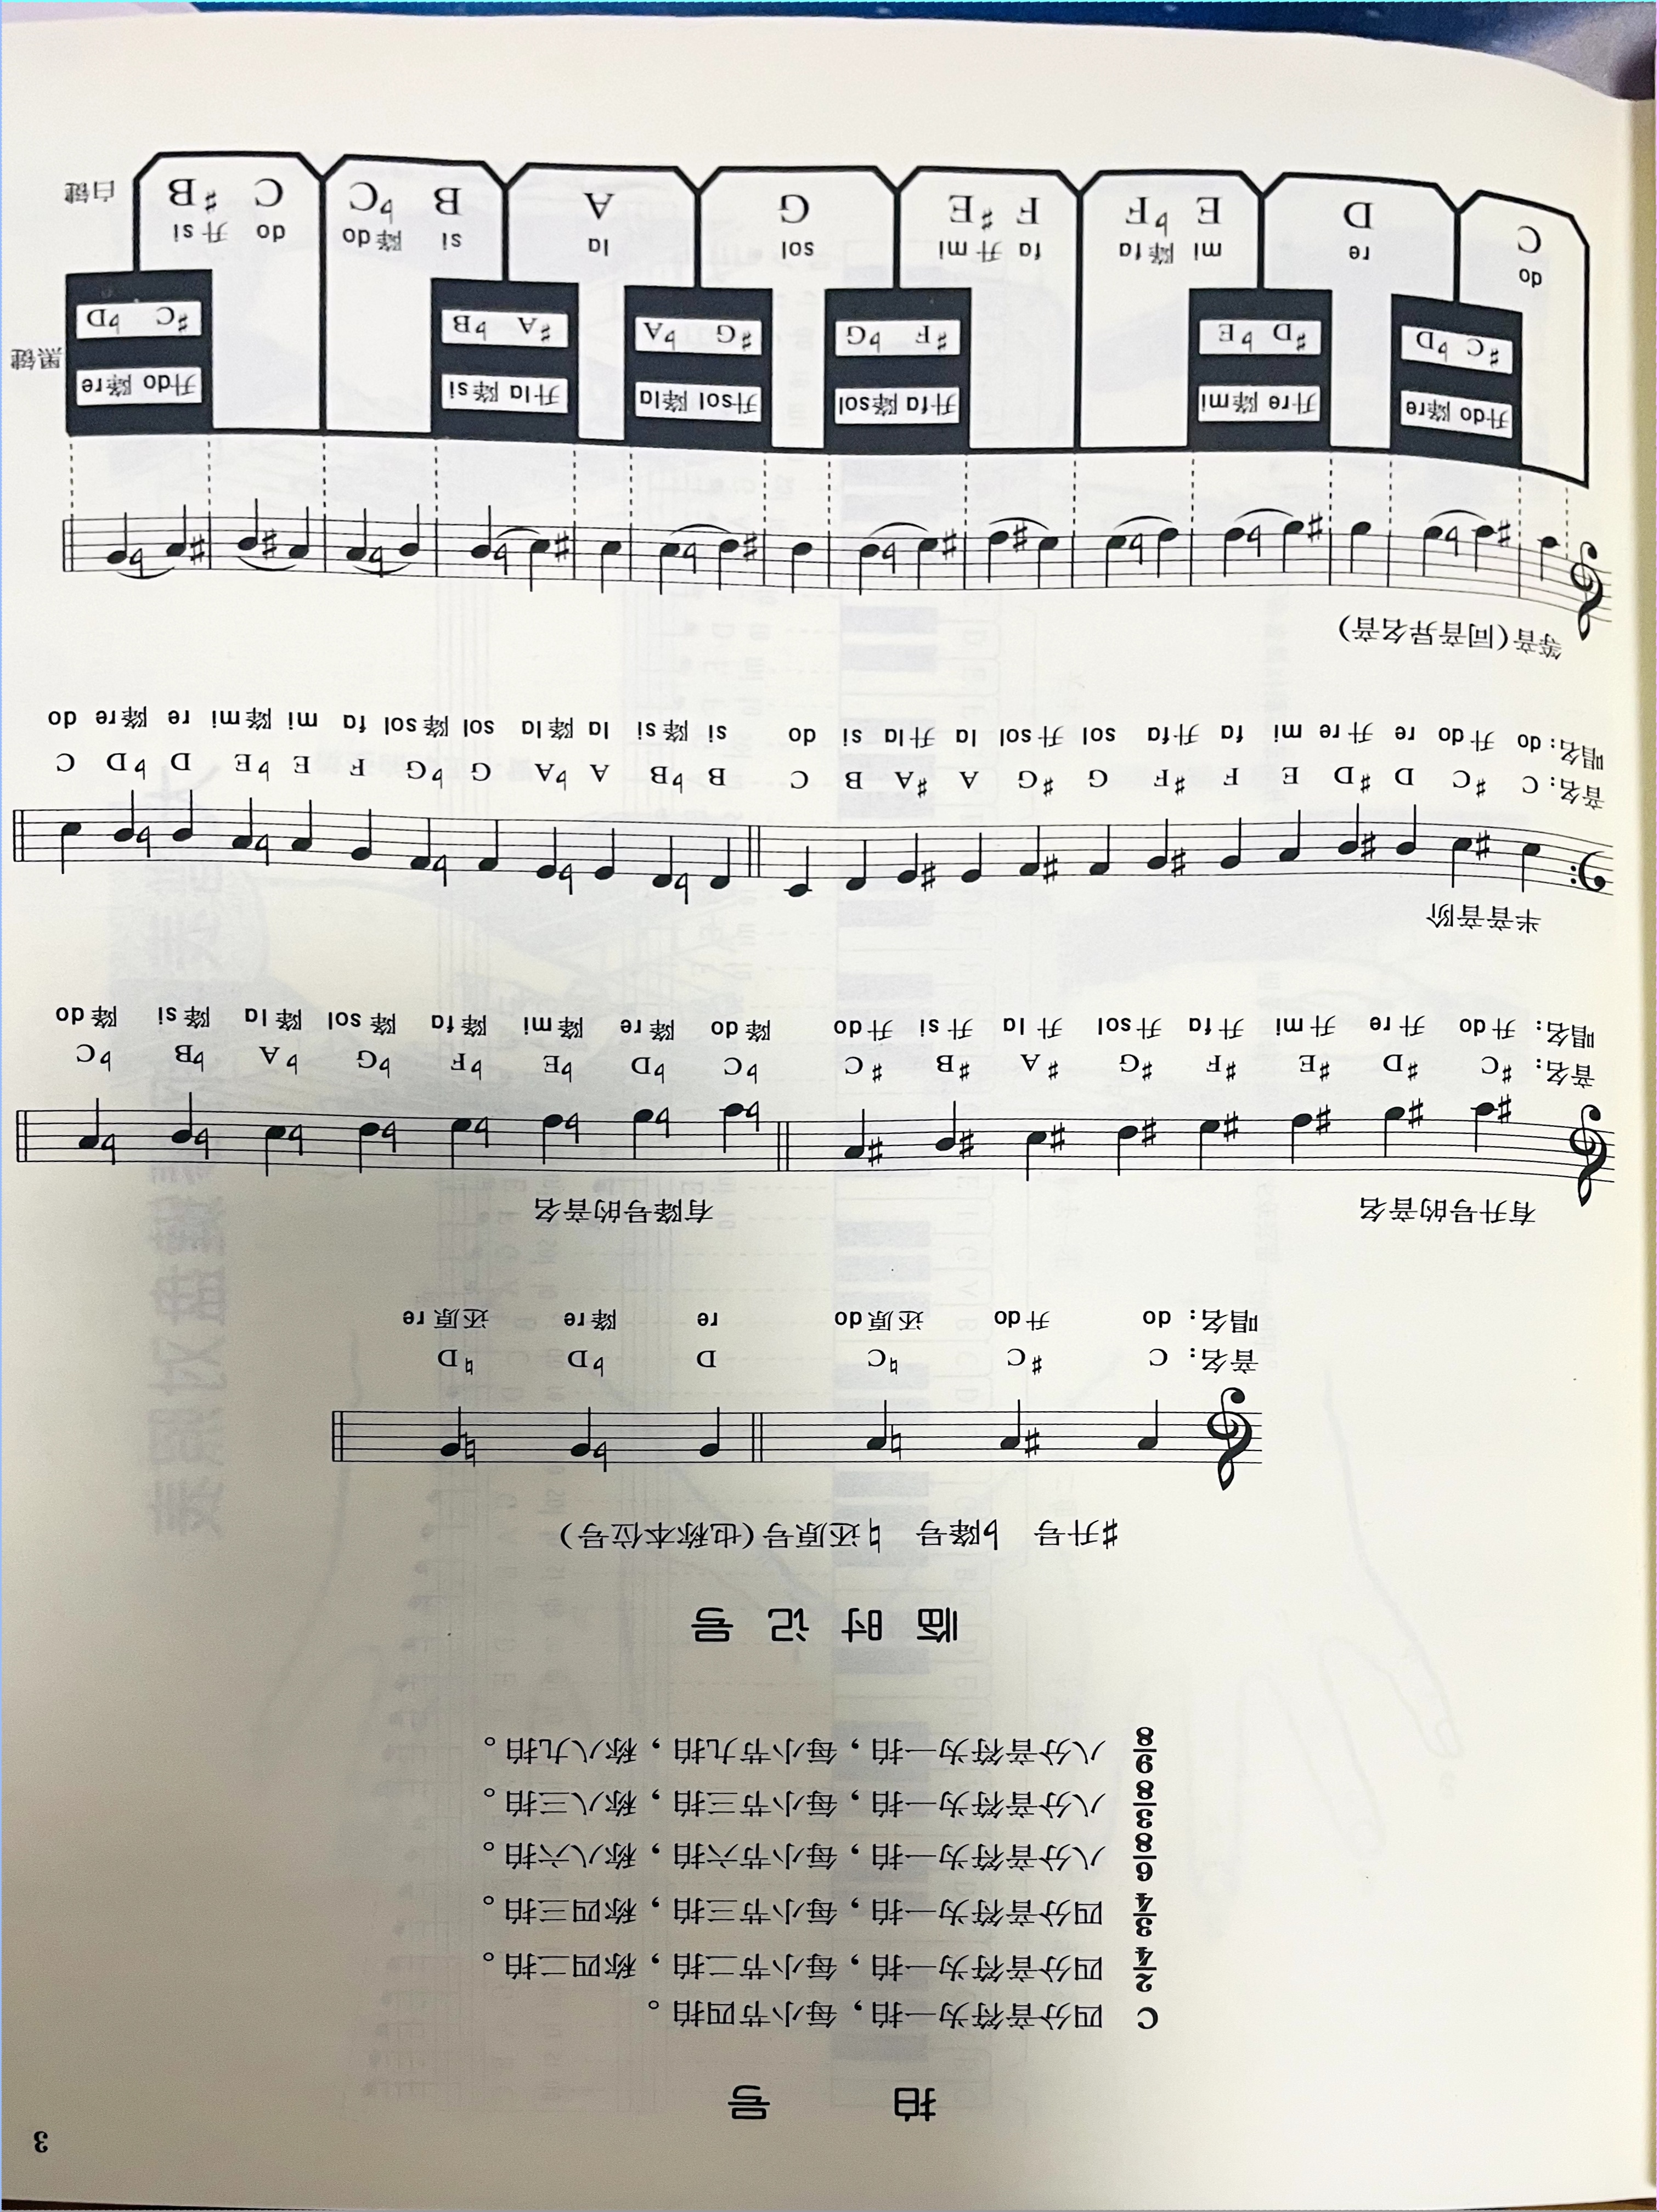 3
拍 号
C 四分音符为一拍，每小节四拍。
2/4 四分音符为一拍，每小节二拍，称四二拍。
3/4 四分音符为一拍，每小节三拍，称四三拍。
6/8 八分音符为一拍，每小节六拍，称八六拍。
3/8 八分音符为一拍，每小节三拍，称八三拍。
9/8 八分音符为一拍，每小节九拍，称八九拍。
临 时 记 号
♯升号 ♭降号 ♮还原号（也称本位号）
音名： C ♯C ♮C D ♭D ♮D
唱名： do 升do 还原do re 降re 还原re
有升号的音名 有降号的音名
音名： ♯C ♯D ♯E ♯F ♯G ♯A ♯B ♯C ♭C ♭D ♭E ♭F ♭G ♭A ♭B ♭C
唱名： 升do 升re 升mi 升fa 升sol 升la 升si 升do 降do 降re 降mi 降fa 降sol 降la 降si 降do
半音音阶
音名： C ♯C D ♯D E F ♯F G ♯G A ♯A B C B ♭B A ♭A G ♭G F E ♭E D ♭D C
唱名： do 升do re 升re mi fa 升fa sol 升sol la 升la si do si 降si la 降la sol 降sol fa mi 降mi re 降re do
等音（同音异名音）
升do 降re 升re 降mi 升fa 降sol 升sol 降la 升la 降si 升do 降re
黑键
♯C ♭D ♯D ♭E ♯F ♭G ♯G ♭A ♯A ♭B ♯C ♭D
do re mi 降fa fa 升mi sol la si 降do do 升si
C D E ♭F F ♯E G A B ♭C C ♯B 白键